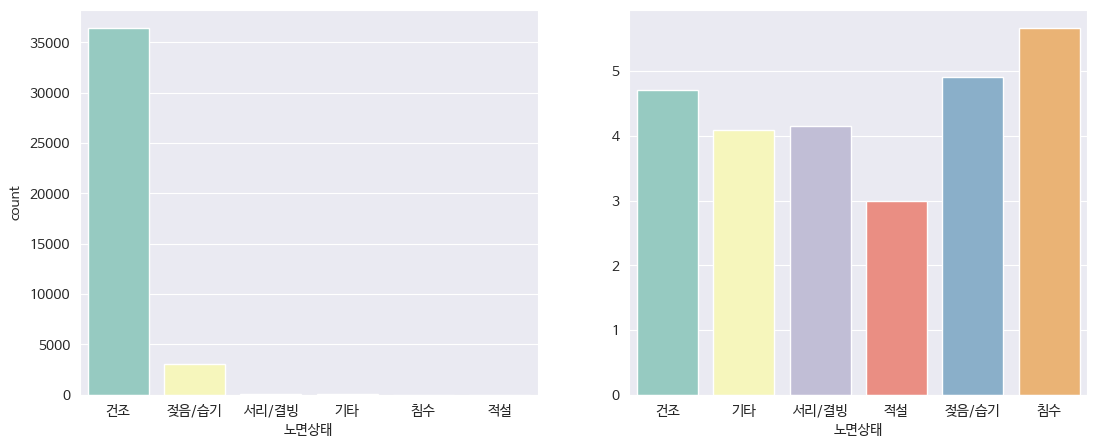 count
35000
30000
25000
20000
15000
10000
5000
0
건조 젖음/습기 서리/결빙 기타 침수 적설
노면상태
5
4
3
2
1
0
건조 기타 서리/결빙 적설 젖음/습기 침수
노면상태